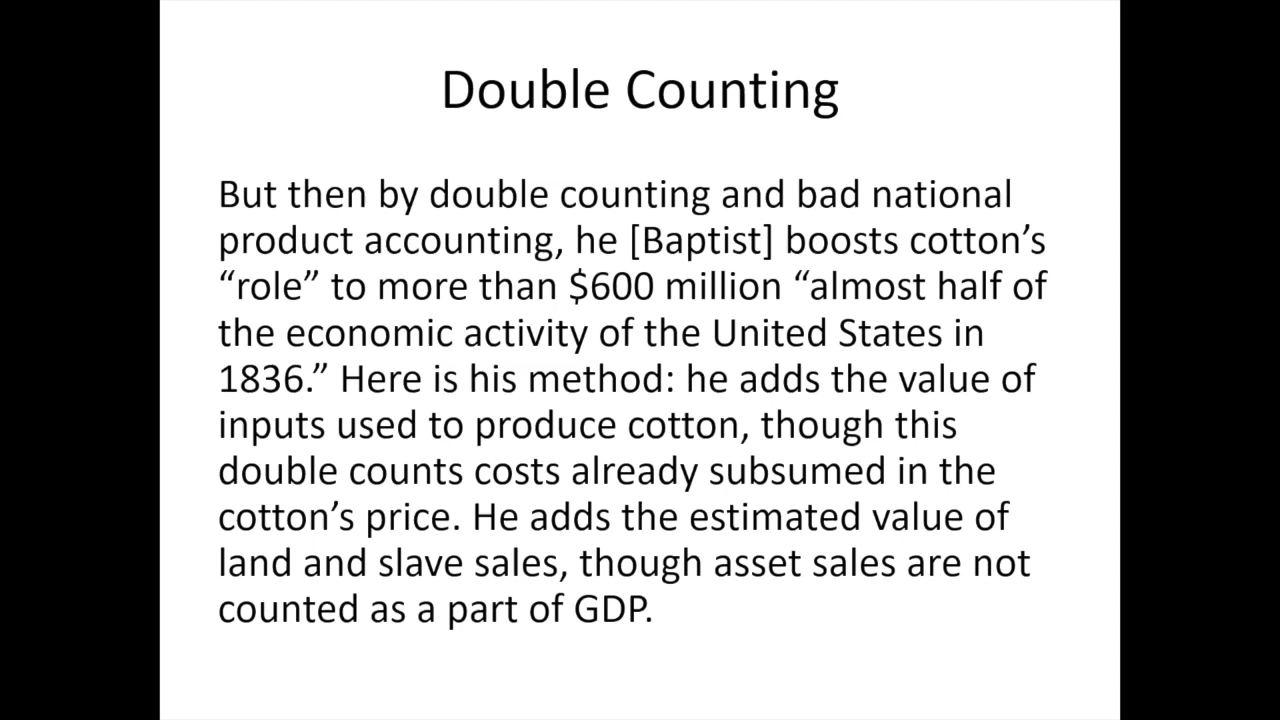 Double Counting
But then by double counting and bad national
product accounting, he [Baptist] boosts cotton’s
“role” to more than $600 million “almost half of
the economic activity of the United States in
1836.” Here is his method: he adds the value of
inputs used to produce cotton, though this
double counts costs already subsumed in the
cotton’s price. He adds the estimated value of
land and slave sales, though asset sales are not
counted as a part of GDP.